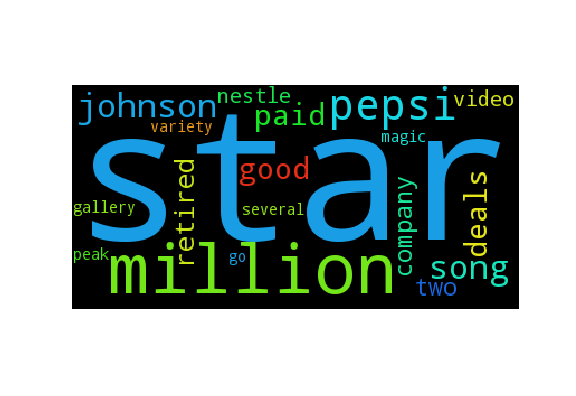 nestle
johnson
pepsi
video
paid
variety
magic
star
good
retired
deals
company
gallery
several
peak
go
million
song
two